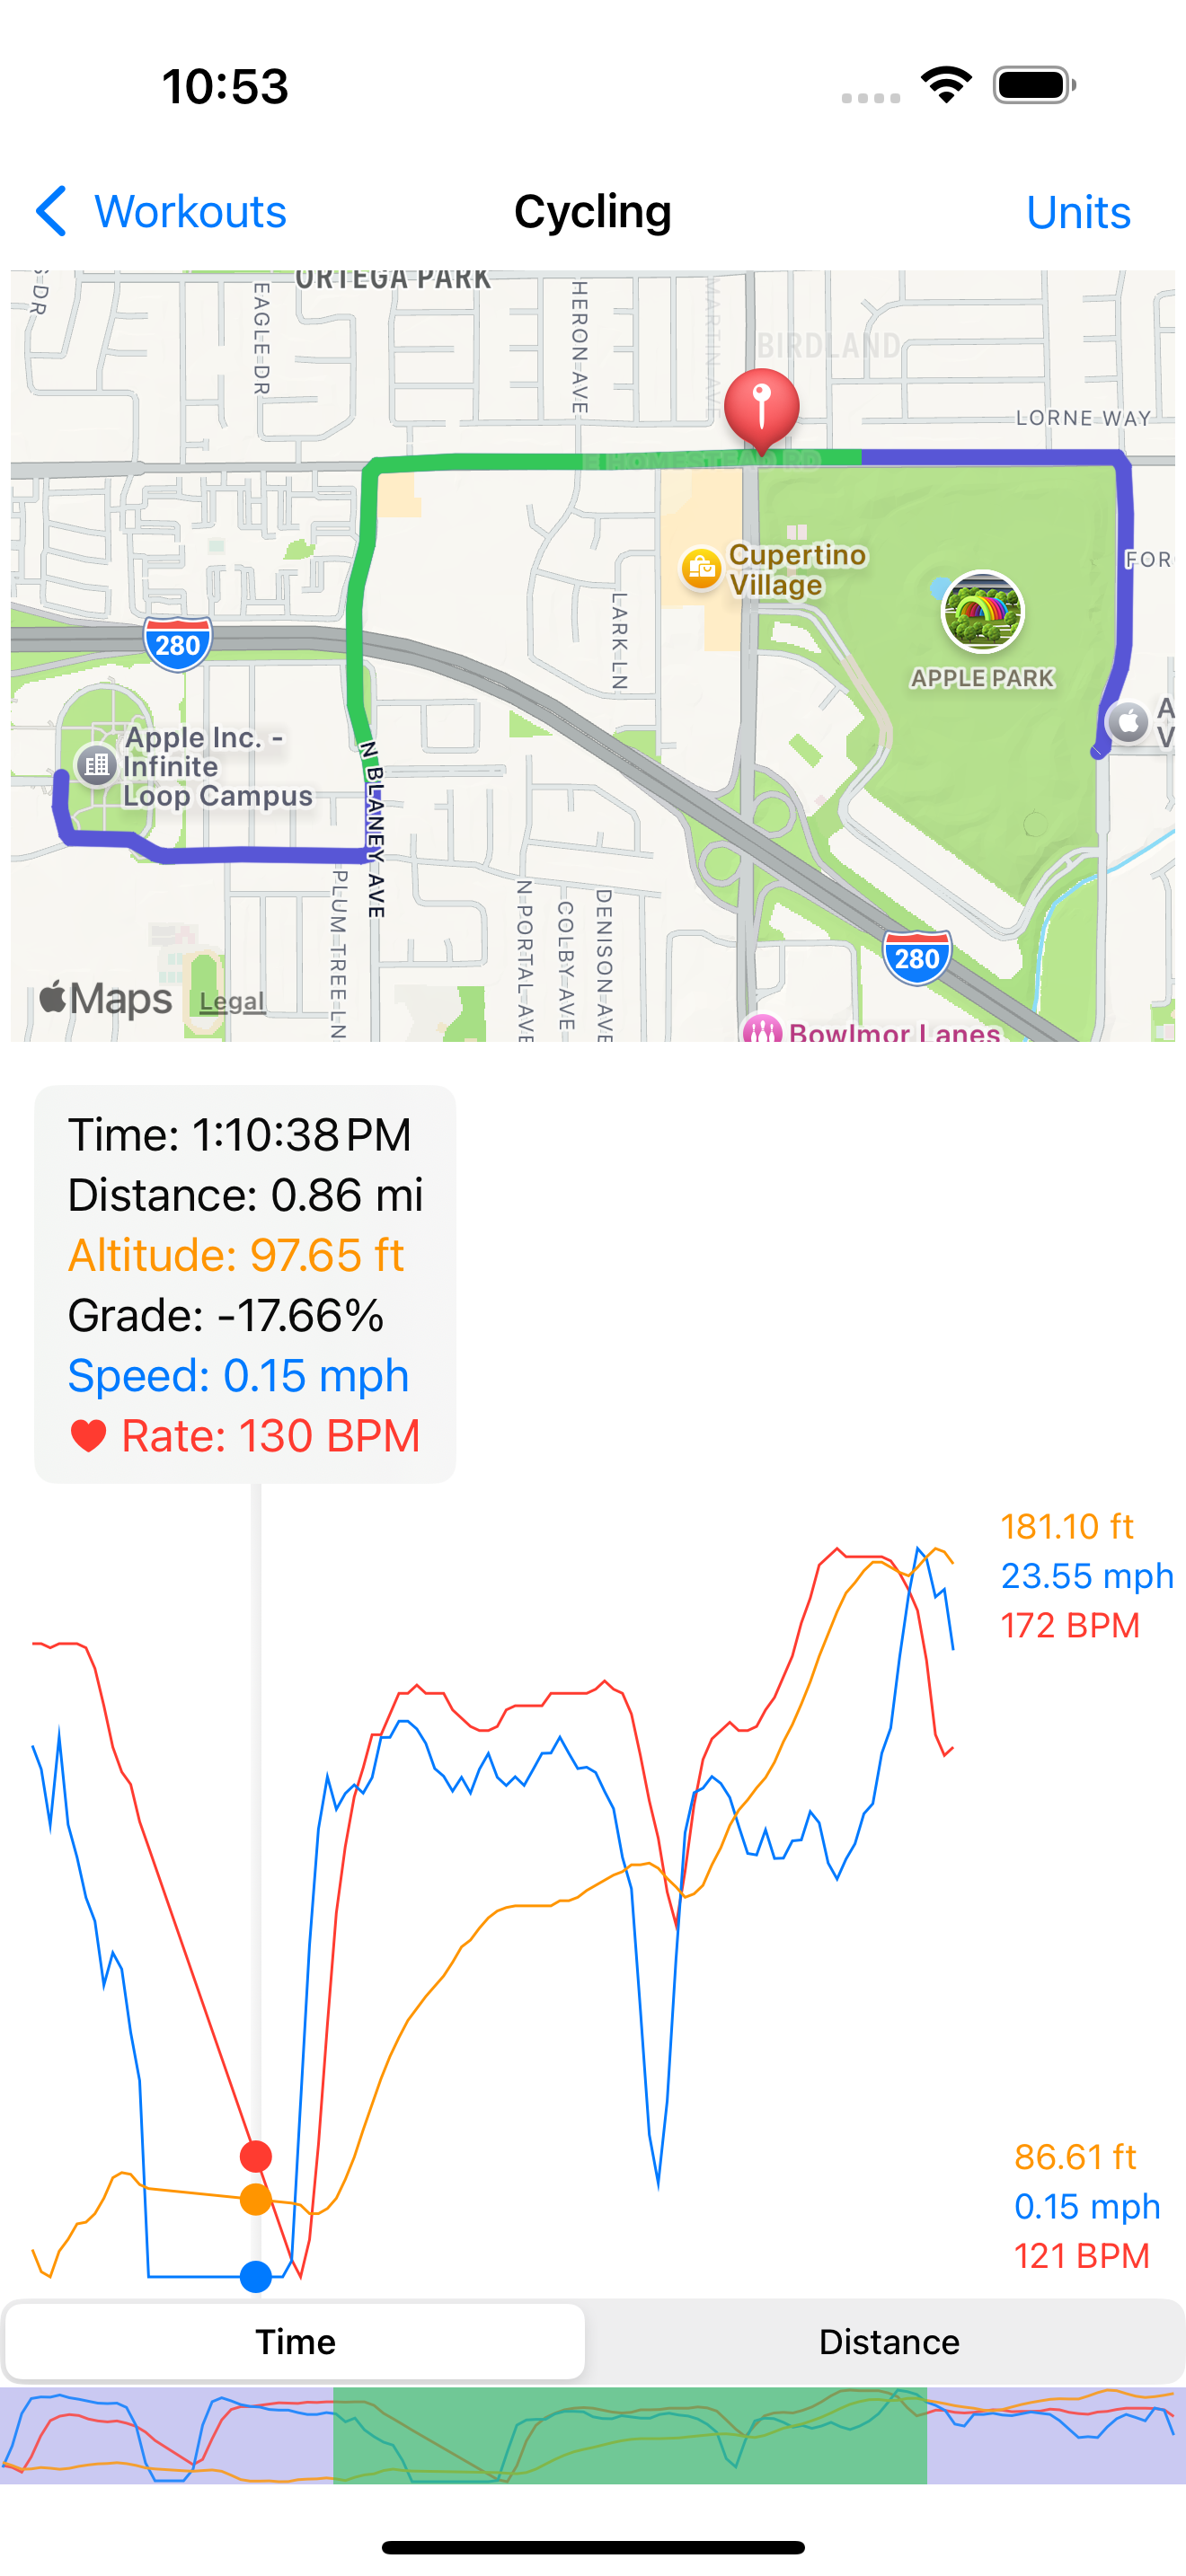 10:53
Workouts
Cycling
Units
ORTEGA PARK
S DR
EAGLE DR
HERON AVE
MARTIN AVE
BIRDLAND
LORNE WAY
E HOMESTEAD RD
Cupertino
Village
FOR
LARK LN
280
APPLE PARK
Apple Inc. -
Infinite
Loop Campus
A
V
N BLANEY AVE
PLUM TREE LN
N PORTAL AVE
COLBY AVE
DENISON AVE
280
Maps
Legal
Bowlmor Lanes
Time: 1:10:38 PM
Distance: 0.86 mi
Altitude: 97.65 ft
Grade: -17.66%
Speed: 0.15 mph
Rate: 130 BPM
181.10 ft
23.55 mph
172 BPM
86.61 ft
0.15 mph
121 BPM
Time
Distance